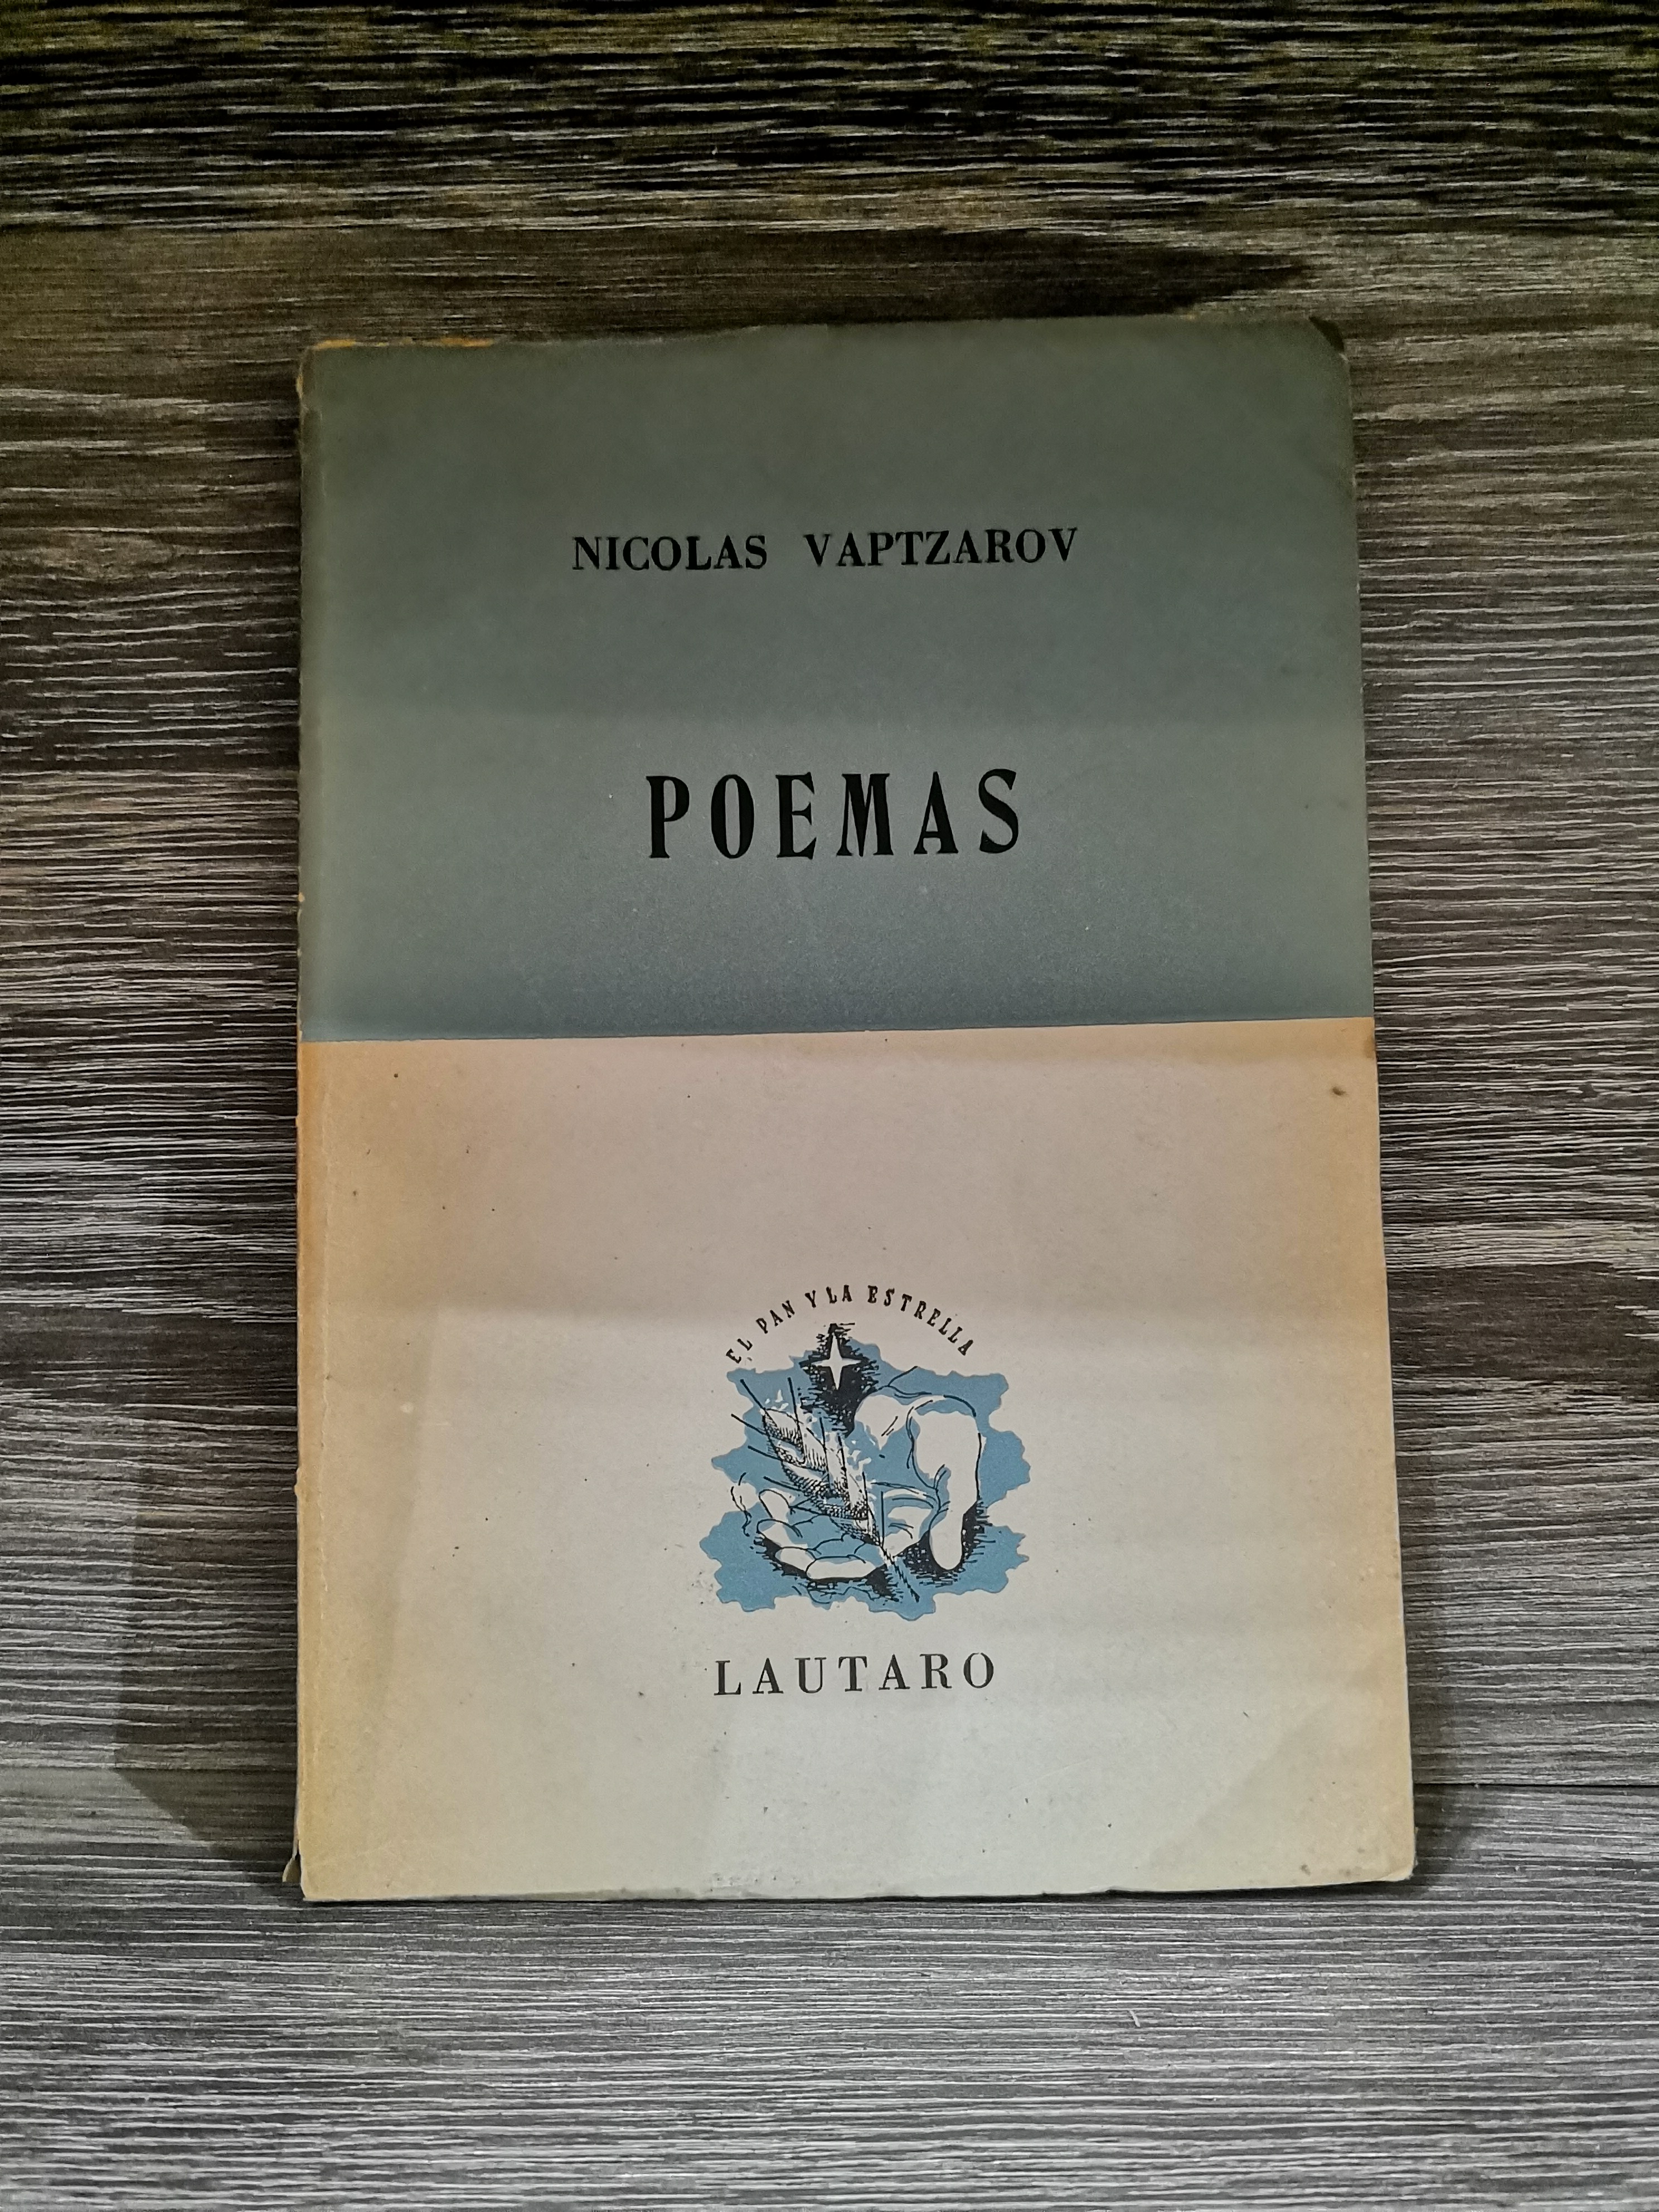 NICOLAS VAPTZAROV
POEMAS
EL PAN Y LA ESTRELLA
LAUTARO